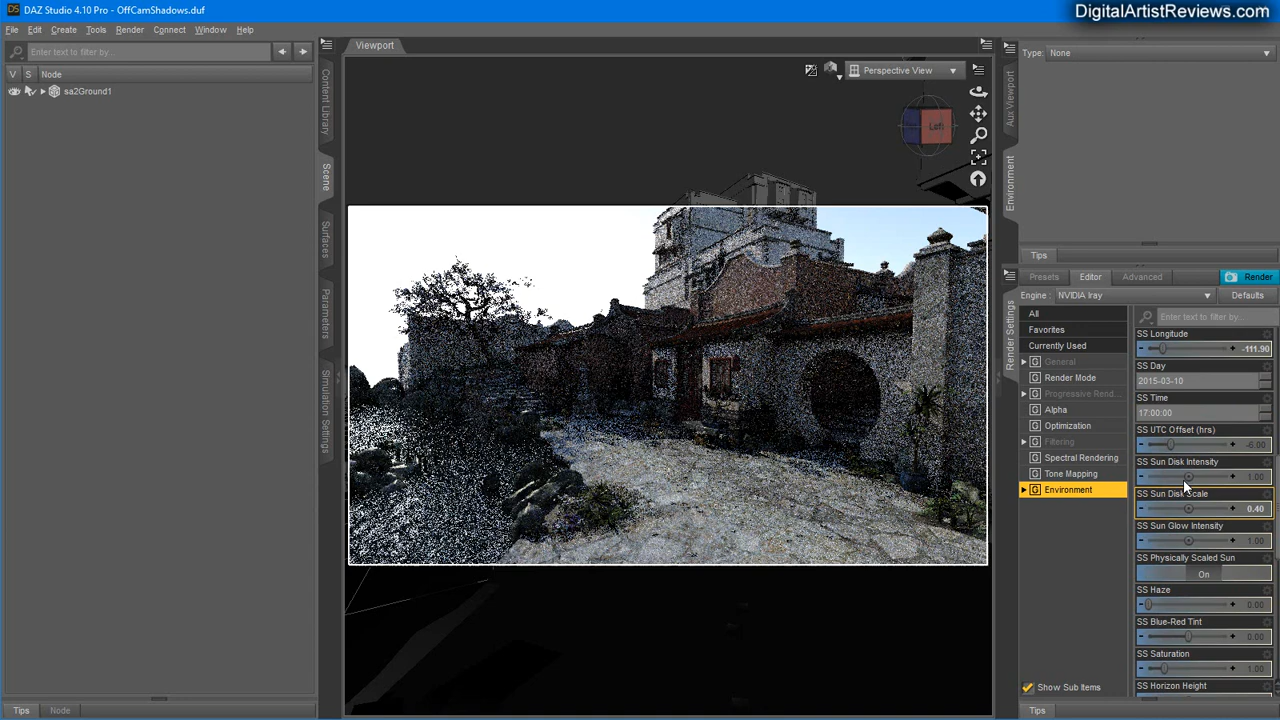 DAZ Studio 4.10 Pro - OffCamShadows.duf
DigitalArtistReviews.com
File Edit Create Tools Render Connect Window Help
Enter text to filter by...
V S Node
sa2Ground1
Content Library
Scene
Surfaces
Parameters
Simulation Settings
Tips Node
Viewport
Perspective View
Left
Aux Viewport
Environment
Type: None
Tips
Render Settings
Presets Editor Advanced Render
Engine : NVIDIA Iray Defaults
All
Favorites
Currently Used
General
Render Mode
Progressive Rend...
Alpha
Optimization
Filtering
Spectral Rendering
Tone Mapping
Environment
Show Sub Items
Enter text to filter by...
SS Longitude
-111.90
SS Day
2015-03-10
SS Time
17:00:00
SS UTC Offset (hrs)
-6.00
SS Sun Disk Intensity
1.00
SS Sun Disk Scale
0.40
SS Sun Glow Intensity
1.00
SS Physically Scaled Sun
On
SS Haze
0.00
SS Blue-Red Tint
0.00
SS Saturation
1.00
SS Horizon Height
Tips